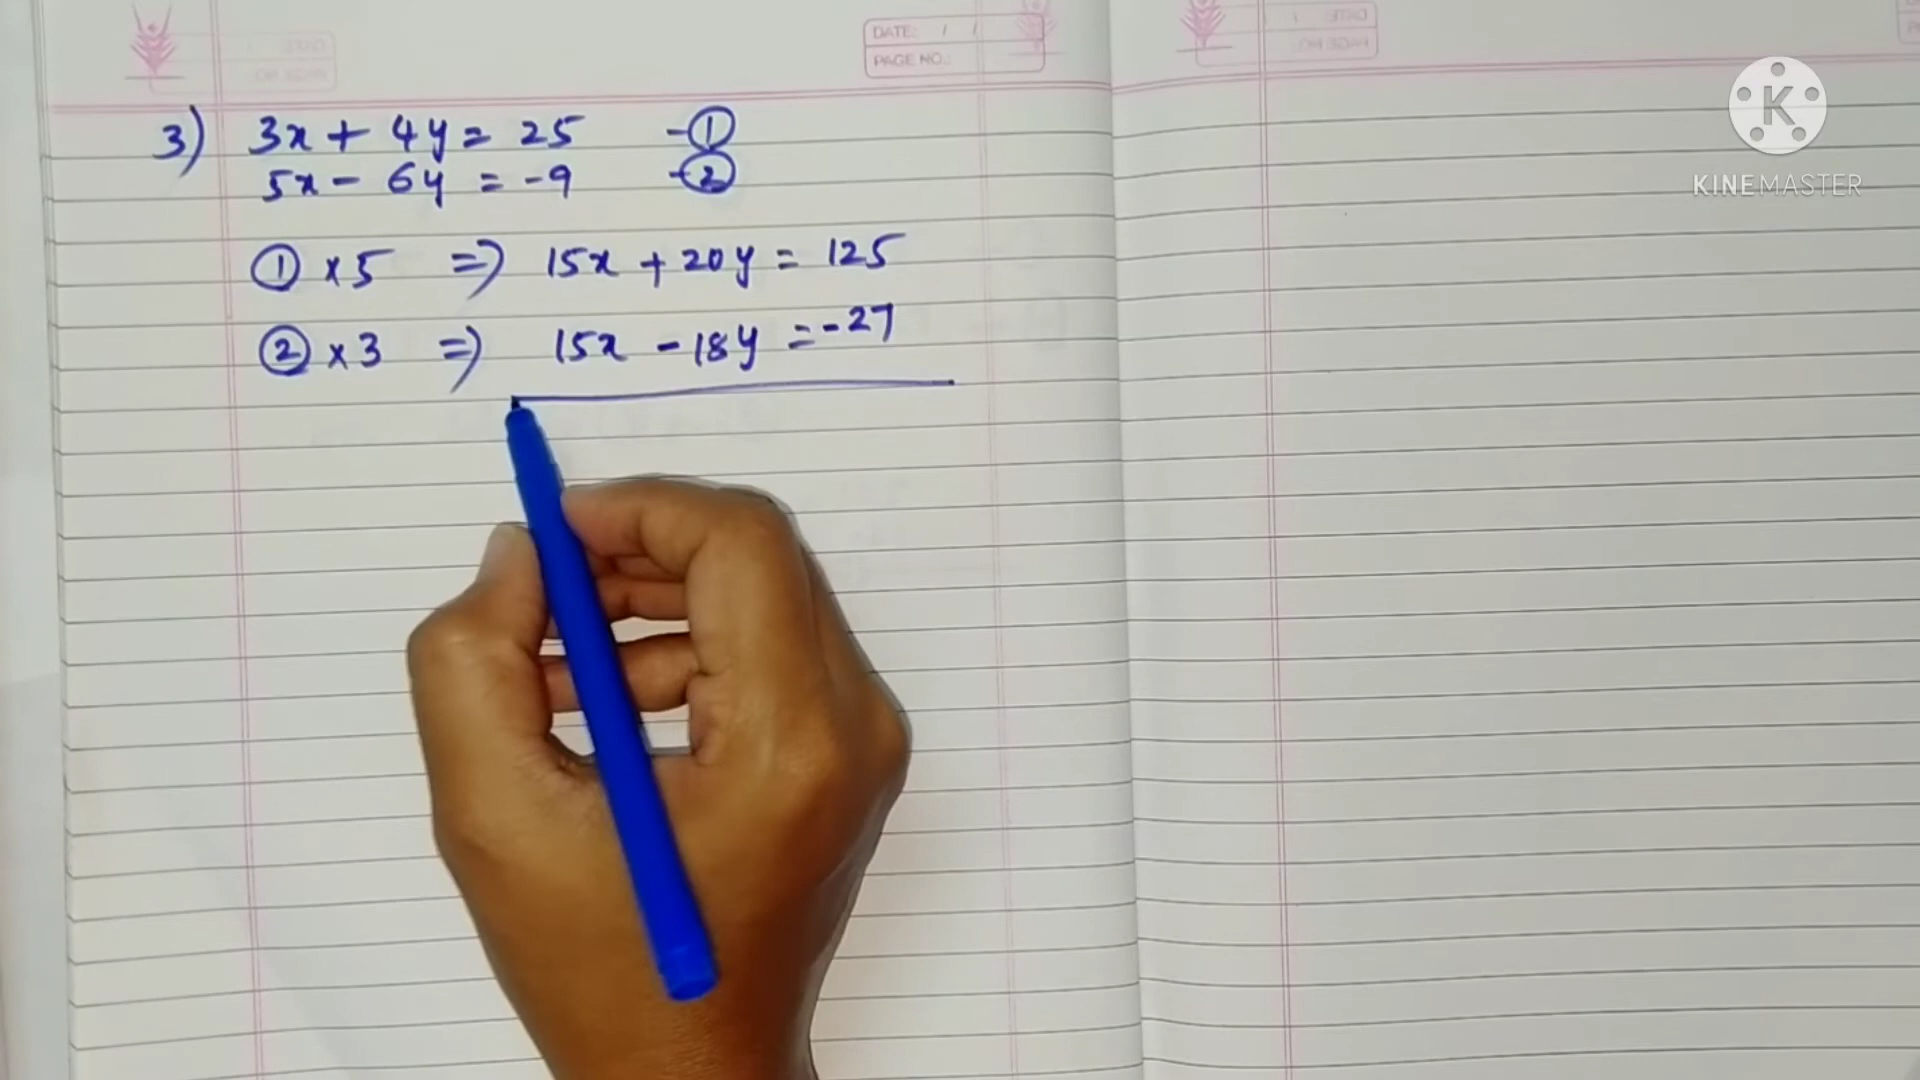 DATE: / /
PAGE NO.:
KINEMASTER
3) 3x + 4y = 25 -①
5x - 6y = -9 -②
① × 5 => 15x + 20y = 125
② × 3 => 15x - 18y = -27